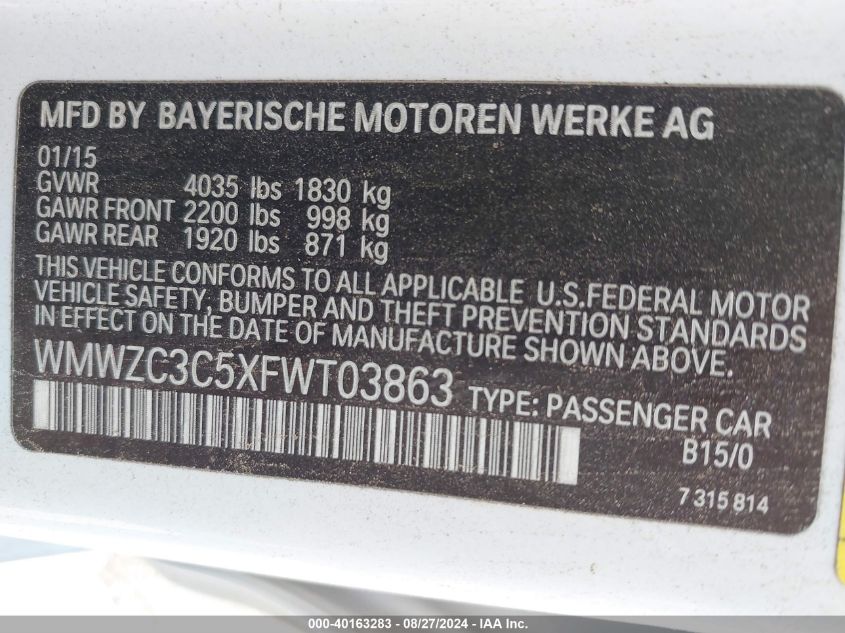 MFD BY BAYERISCHE MOTOREN WERKE AG
01/15
GVWR 4035 lbs 1830 kg
GAWR FRONT 2200 lbs 998 kg
GAWR REAR 1920 lbs 871 kg
THIS VEHICLE CONFORMS TO ALL APPLICABLE U.S.FEDERAL MOTOR
VEHICLE SAFETY, BUMPER AND THEFT PREVENTION STANDARDS
IN EFFECT ON THE DATE OF MANUFACTURE SHOWN ABOVE.
WMWZC3C5XFWT03863 TYPE: PASSENGER CAR
B15/0
7 315 814
OWNER: 40163283 - 08/27/2024 - IAA Inc.